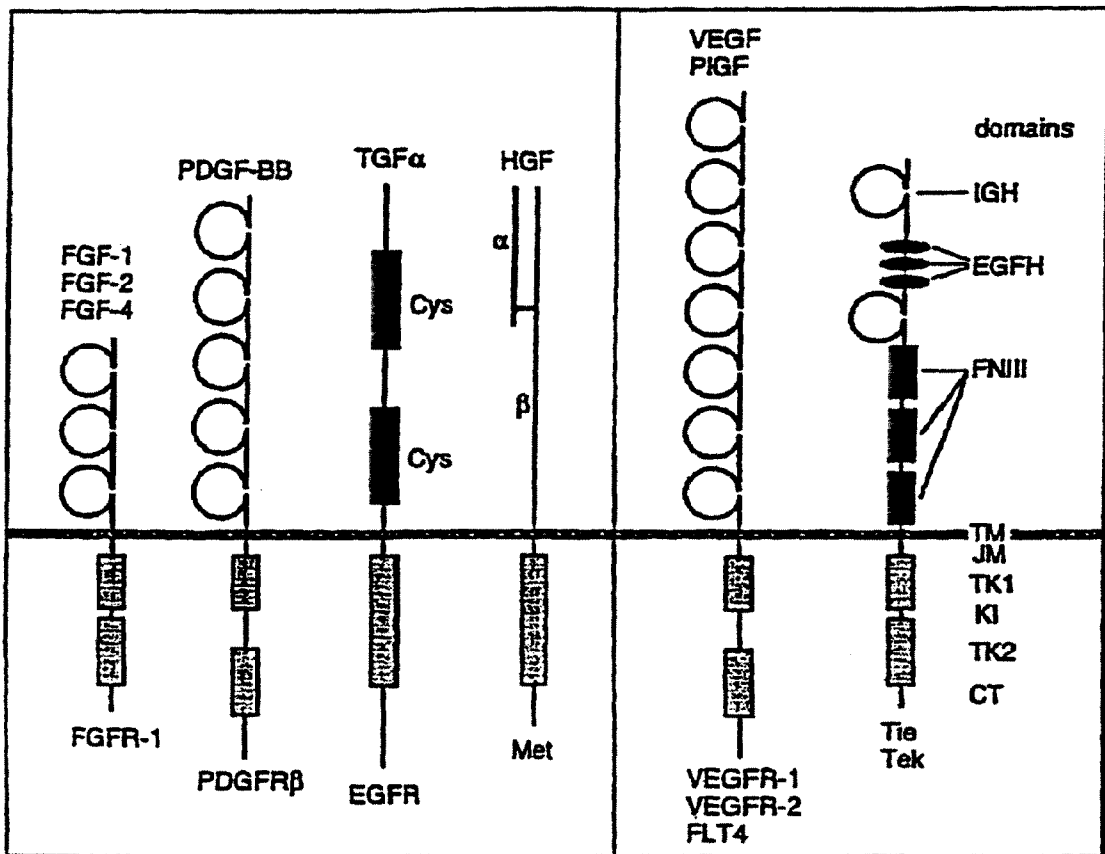 FGF-1
FGF-2
FGF-4
FGFR-1
PDGF-BB
PDGFRβ
TGFα
Cys
Cys
EGFR
HGF
α
β
Met
VEGF
PIGF
VEGFR-1
VEGFR-2
FLT4
domains
IGH
EGFH
FNIII
TM
JM
TK1
KI
TK2
CT
Tie
Tek